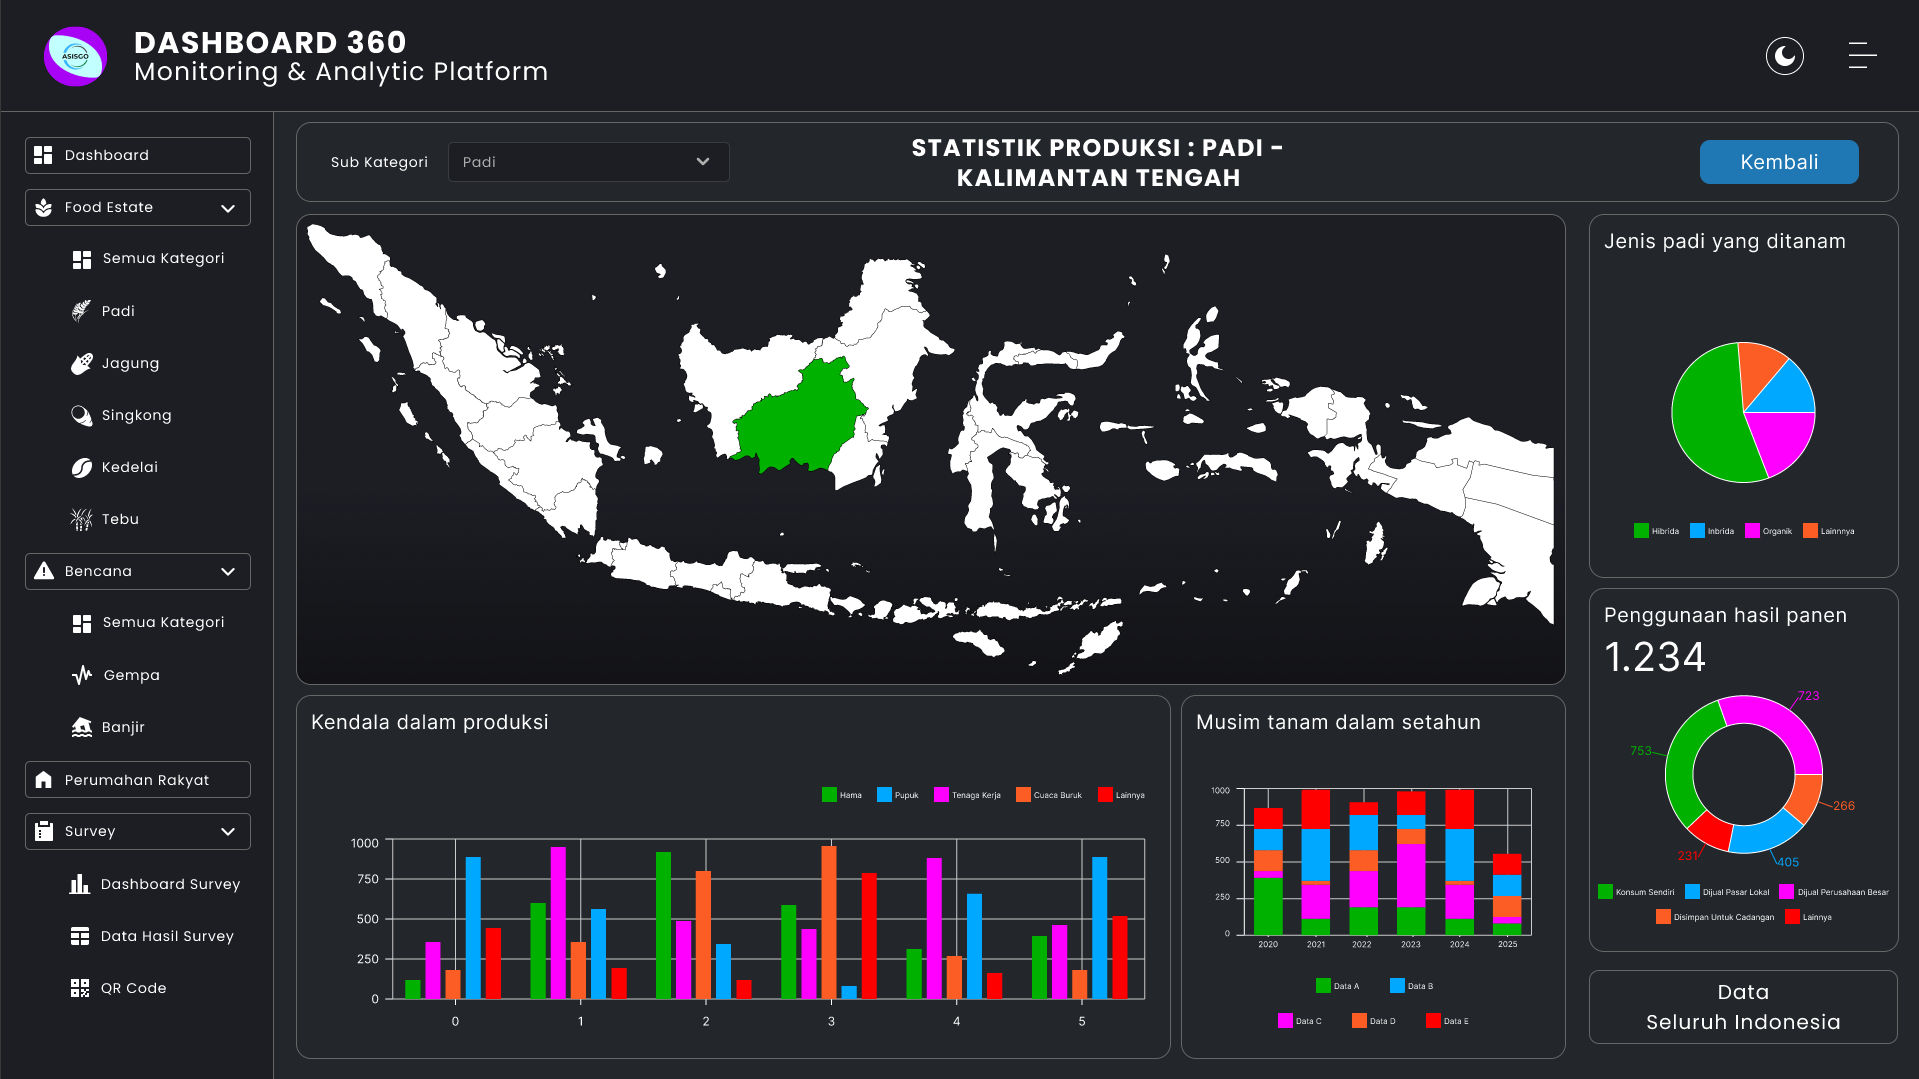 ASISGO
DASHBOARD 360
Monitoring & Analytic Platform
Dashboard
Food Estate
Semua Kategori
Padi
Jagung
Singkong
Kedelai
Tebu
Bencana
Semua Kategori
Gempa
Banjir
Perumahan Rakyat
Survey
Dashboard Survey
Data Hasil Survey
QR Code
Sub Kategori
Padi
STATISTIK PRODUKSI : PADI -
KALIMANTAN TENGAH
Kembali
Jenis padi yang ditanam
Hibrida Inbrida Organik Lainnnya
Penggunaan hasil panen
1.234
723
753
266
231
405
Konsum Sendiri Dijual Pasar Lokal Dijual Perusahaan Besar
Disimpan Untuk Cadangan Lainnya
Data
Seluruh Indonesia
Kendala dalam produksi
Hama Pupuk Tenaga Kerja Cuaca Buruk Lainnya
1000
750
500
250
0
0 1 2 3 4 5
Musim tanam dalam setahun
1000
750
500
250
0
2020 2021 2022 2023 2024 2025
Data A Data B
Data C Data D Data E